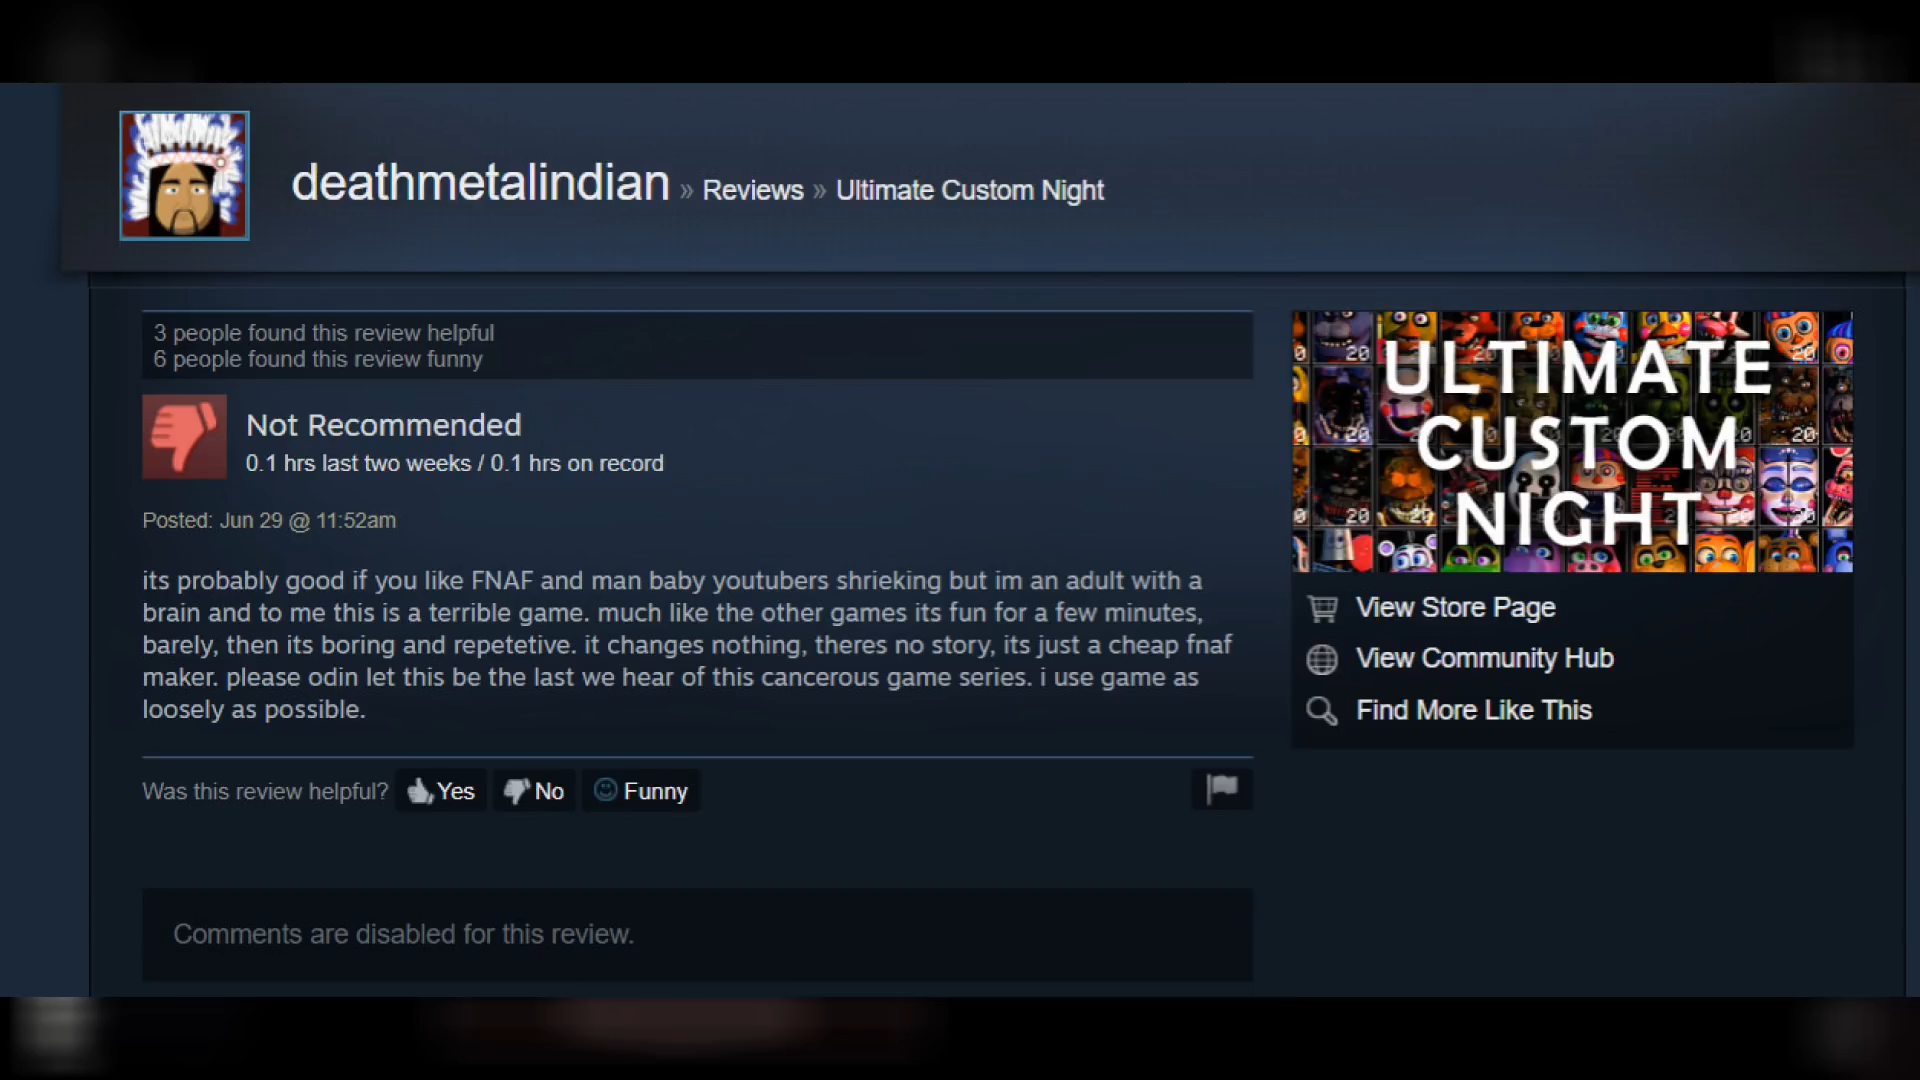 deathmetalindian » Reviews » Ultimate Custom Night
3 people found this review helpful
6 people found this review funny
Not Recommended
0.1 hrs last two weeks / 0.1 hrs on record
Posted: Jun 29 @ 11:52am
its probably good if you like FNAF and man baby youtubers shrieking but im an adult with a
brain and to me this is a terrible game. much like the other games its fun for a few minutes,
barely, then its boring and repetetive. it changes nothing, theres no story, its just a cheap fnaf
maker. please odin let this be the last we hear of this cancerous game series. i use game as
loosely as possible.
Was this review helpful? Yes No Funny
Comments are disabled for this review.
ULTIMATE
CUSTOM
NIGHT
View Store Page
View Community Hub
Find More Like This